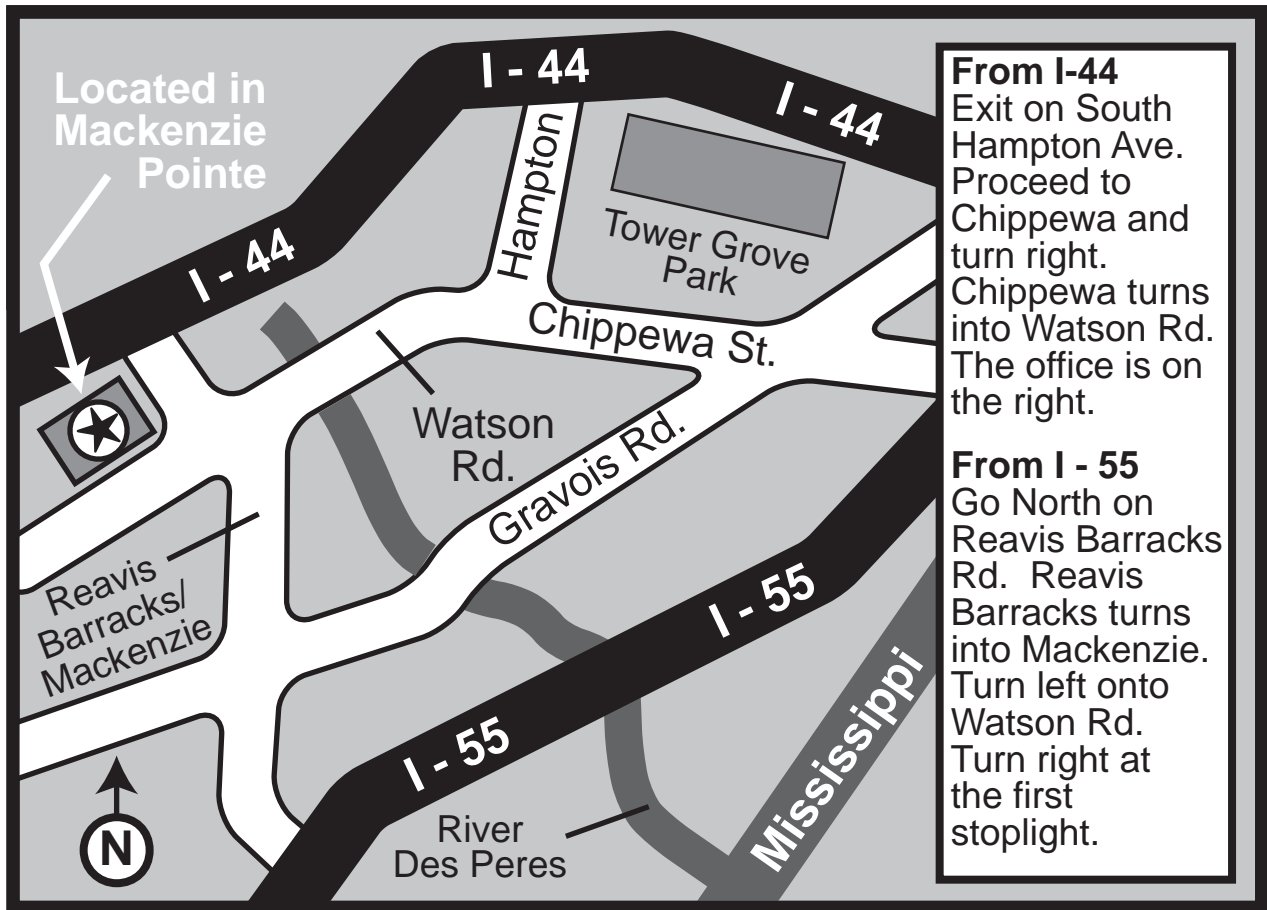 Located in
Mackenzie
Pointe
I - 44
I - 44
I - 44
Hampton
Tower Grove
Park
Chippewa St.
Watson
Rd.
Gravois Rd.
Reavis
Barracks/
Mackenzie
I - 55
I - 55
Mississippi
River
Des Peres
N
From I-44
Exit on South
Hampton Ave.
Proceed to
Chippewa and
turn right.
Chippewa turns
into Watson Rd.
The office is on
the right.
From I - 55
Go North on
Reavis Barracks
Rd.  Reavis
Barracks turns
into Mackenzie.
Turn left onto
Watson Rd.
Turn right at
the first
stoplight.